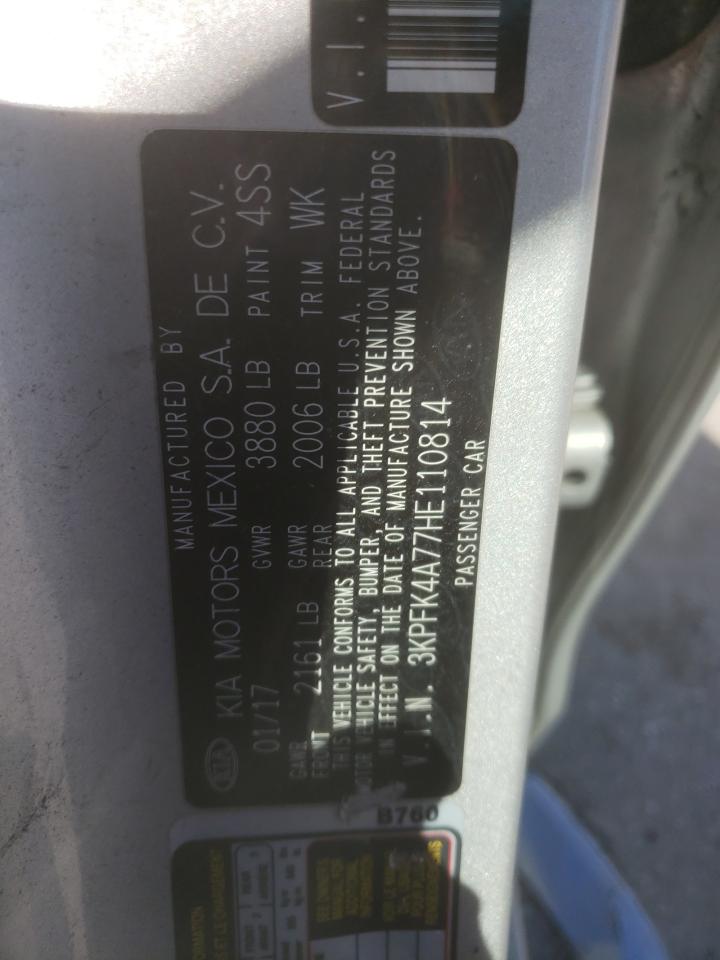 V.I.
MANUFACTURED BY
KIA KIA MOTORS MEXICO S.A. DE C.V.
01/17 GVWR 3880 LB PAINT 4SS
GAWR FRONT 2161 LB GAWR REAR 2006 LB TRIM WK
THIS VEHICLE CONFORMS TO ALL APPLICABLE U.S.A. FEDERAL
MOTOR VEHICLE SAFETY, BUMPER, AND THEFT PREVENTION STANDARDS
IN EFFECT ON THE DATE OF MANUFACTURE SHOWN ABOVE.
V.I.N. 3KPFK4A77HE110814
PASSENGER CAR
B760